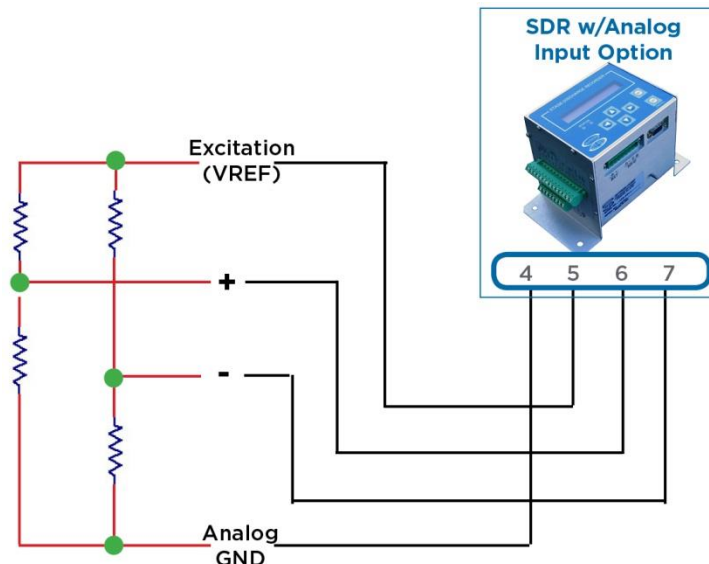 SDR w/Analog
Input Option
Excitation
(VREF)
+
-
4 5 6 7
Analog
GND